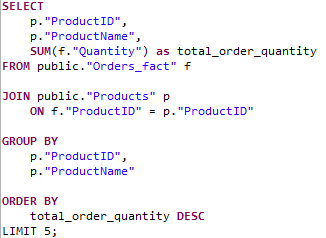 SELECT
    p."ProductID",
    p."ProductName",
    SUM(f."Quantity") as total_order_quantity
FROM public."Orders_fact" f
JOIN public."Products" p
    ON f."ProductID" = p."ProductID"
GROUP BY
    p."ProductID",
    p."ProductName"
ORDER BY
    total_order_quantity DESC
LIMIT 5;